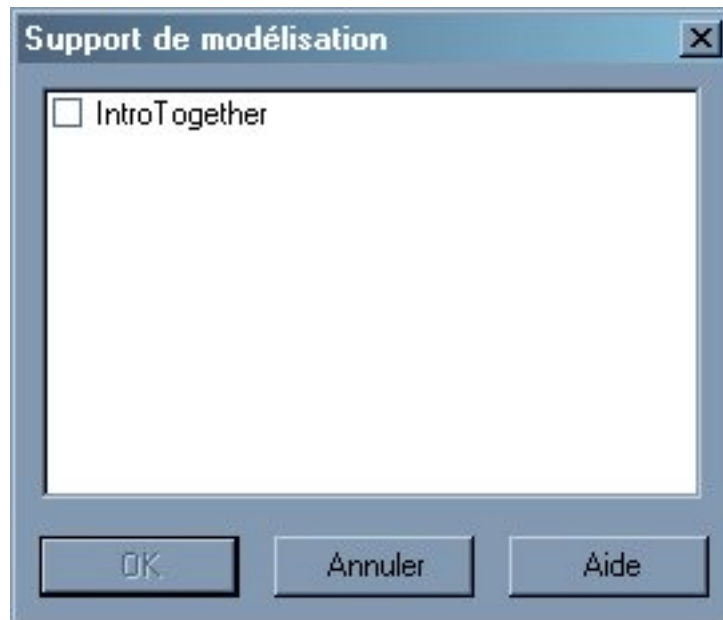 Support de modélisation
IntroTogether
OK
Annuler
Aide